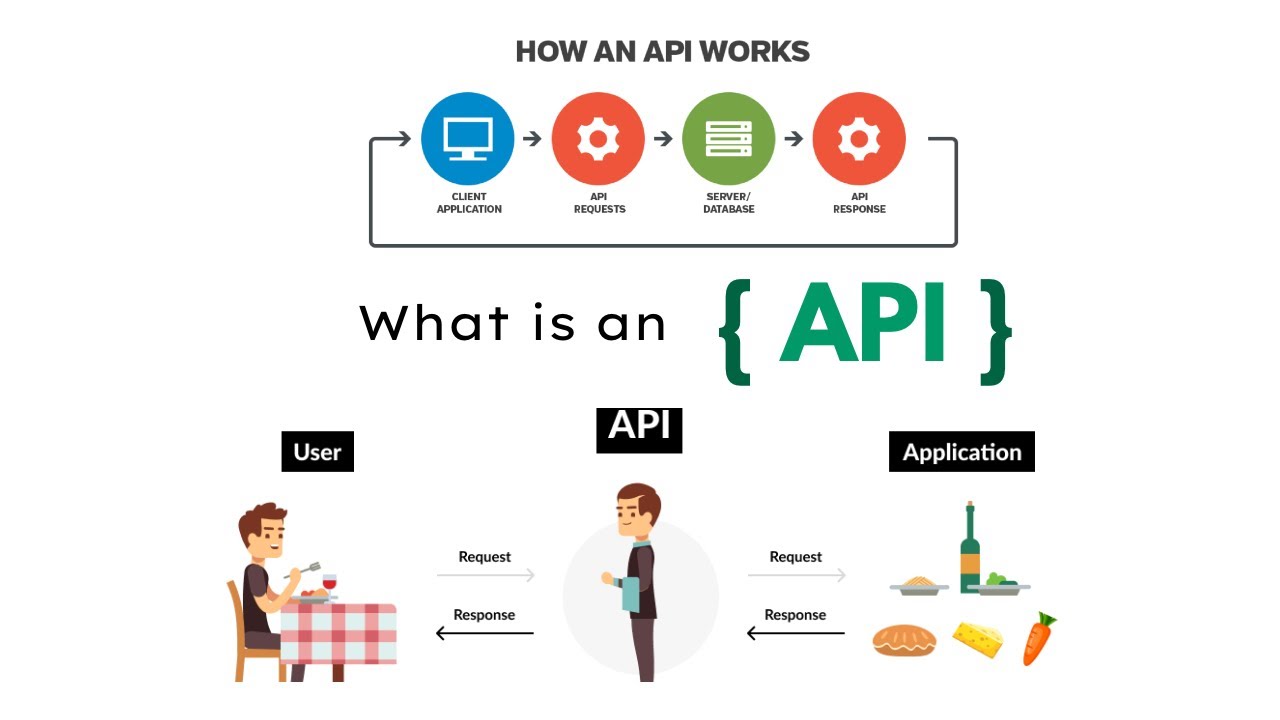 HOW AN API WORKS
CLIENT
APPLICATION
API
REQUESTS
SERVER/
DATABASE
API
RESPONSE
What is an { API }
API
User
Application
Request
Response
Request
Response